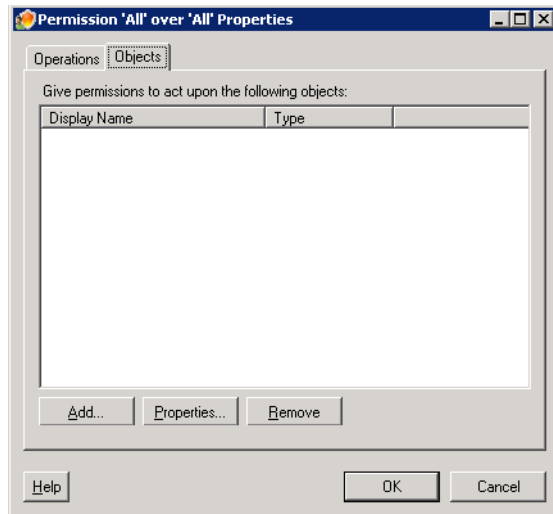 Permission 'All' over 'All' Properties
Operations Objects
Give permissions to act upon the following objects:
Display Name Type
Add... Properties... Remove
Help OK Cancel